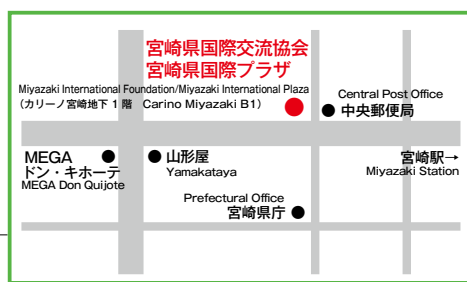 宮崎県国際交流協会
宮崎県国際プラザ
Miyazaki International Foundation/Miyazaki International Plaza
（カリーノ宮崎地下 1 階　Carino Miyazaki B1）
Central Post Office
中央郵便局
MEGA
ドン・キホーテ
MEGA Don Quijote
山形屋
Yamakataya
宮崎駅→
Miyazaki Station
Prefectural Office
宮崎県庁